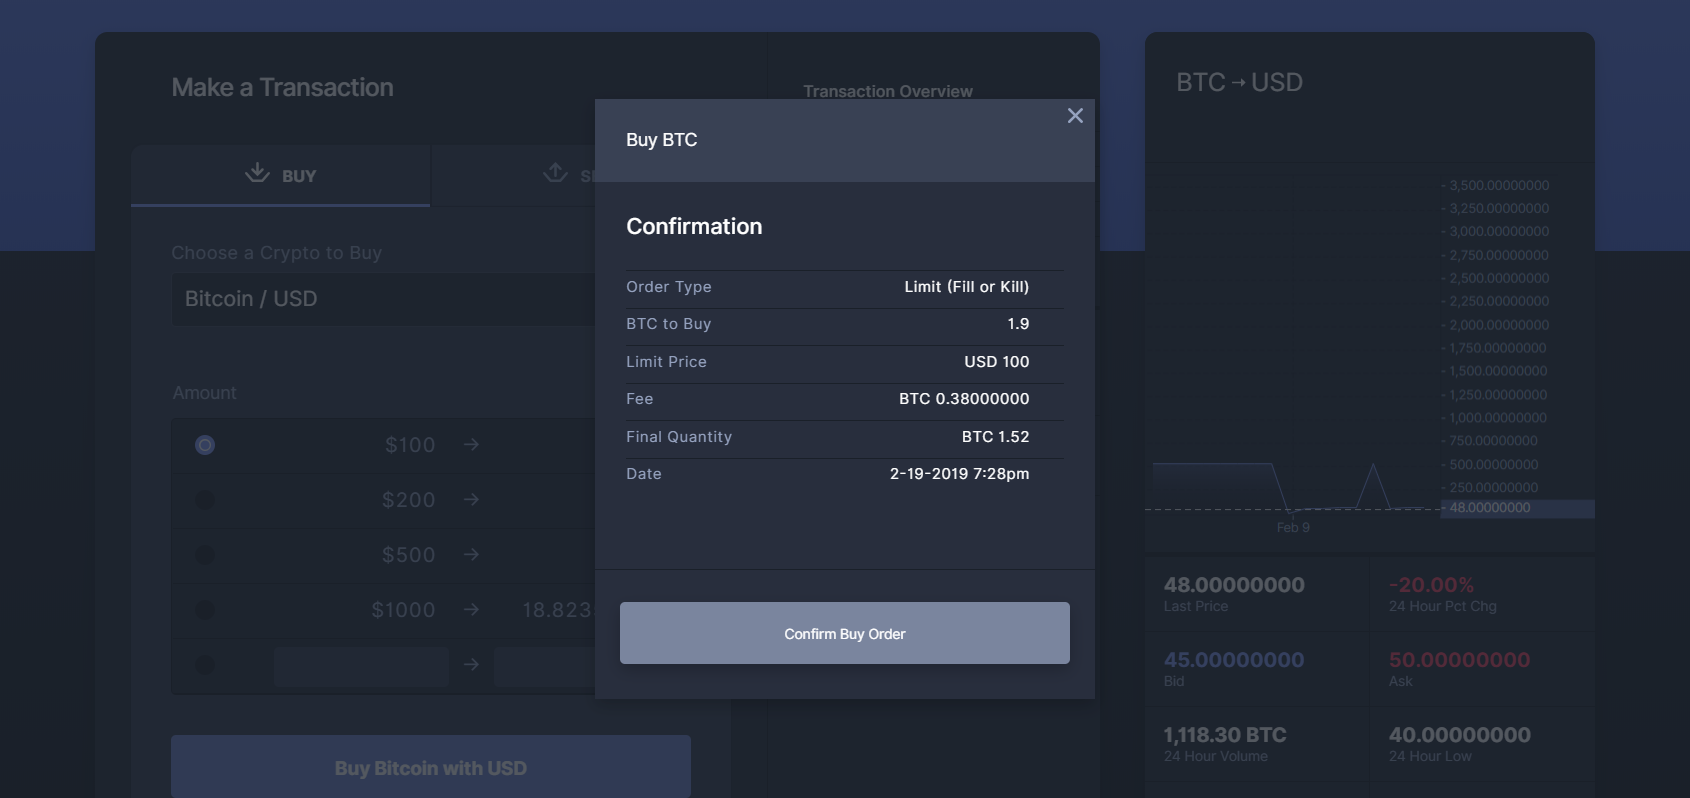 Make a Transaction
BUY
Choose a Crypto to Buy
Bitcoin / USD
Amount
$100 →
$200 →
$500 →
$1000 → 18.823
→
Buy Bitcoin with USD
Transaction Overview
Buy BTC
Confirmation
Order Type Limit (Fill or Kill)
BTC to Buy 1.9
Limit Price USD 100
Fee BTC 0.38000000
Final Quantity BTC 1.52
Date 2-19-2019 7:28pm
Confirm Buy Order
BTC → USD
3,500.00000000
3,250.00000000
3,000.00000000
2,750.00000000
2,500.00000000
2,250.00000000
2,000.00000000
1,750.00000000
1,500.00000000
1,250.00000000
1,000.00000000
750.00000000
500.00000000
250.00000000
48.00000000
Feb 9
48.00000000 -20.00%
Last Price 24 Hour Pct Chg
45.00000000 50.00000000
Bid Ask
1,118.30 BTC 40.00000000
24 Hour Volume 24 Hour Low